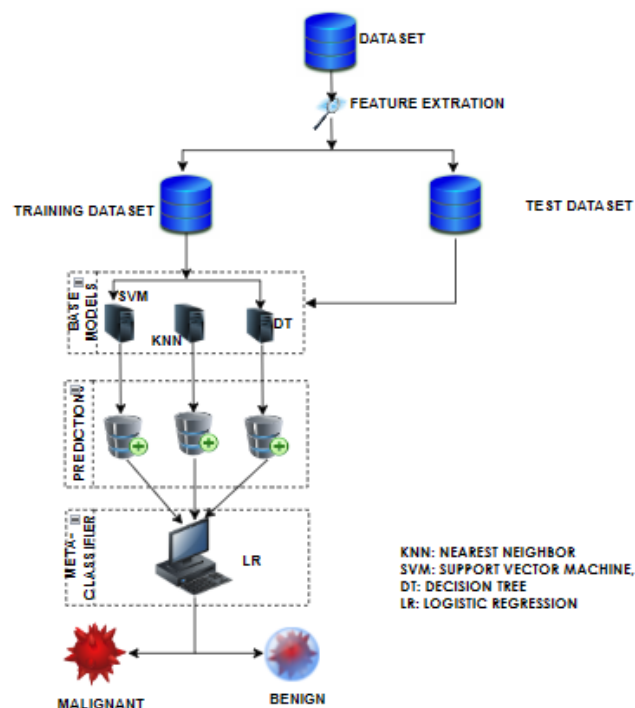 DATASET
FEATURE EXTRATION
TRAINING DATASET
TEST DATASET
BASE
MODELS
SVM
KNN
DT
PREDICTIONS
META-
CLASSIFIER
LR
KNN: NEAREST NEIGHBOR
SVM: SUPPORT VECTOR MACHINE,
DT: DECISION TREE
LR: LOGISTIC REGRESSION
MALIGNANT
BENIGN